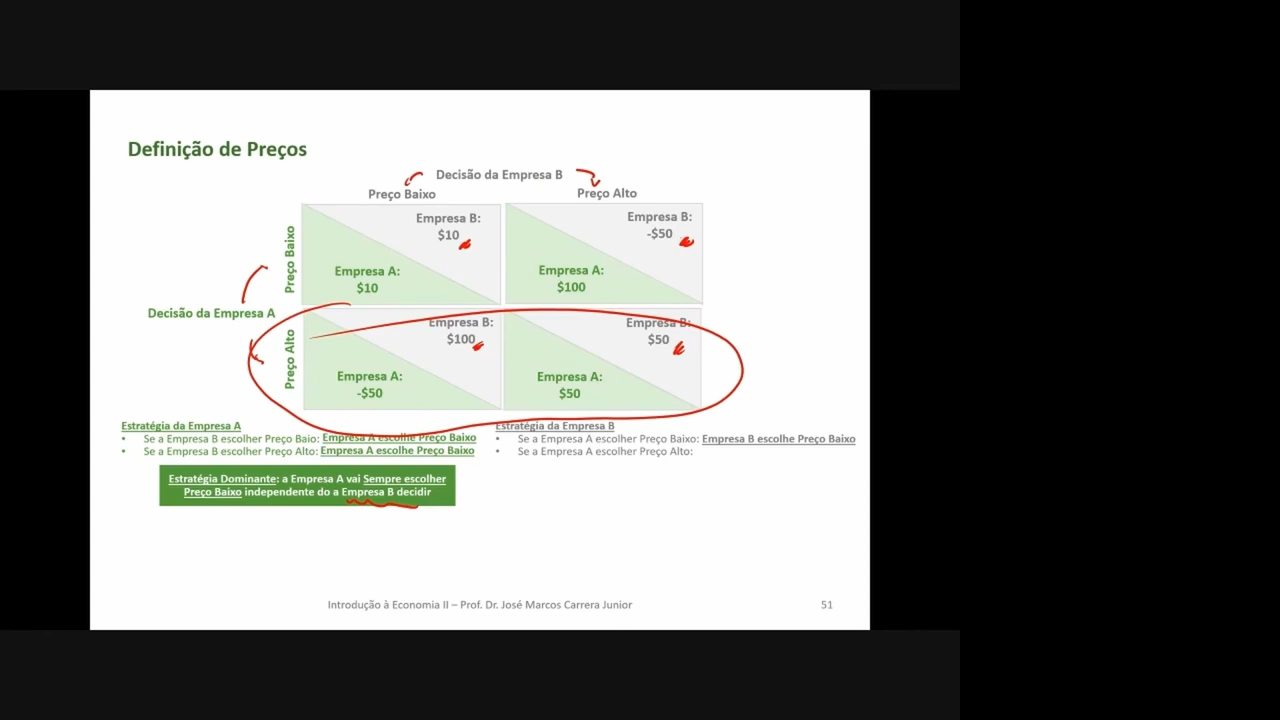 Definição de Preços
Decisão da Empresa B
Preço Baixo
Preço Alto
Preço Baixo
Empresa B:
$10
Empresa A:
$10
Empresa B:
-$50
Empresa A:
$100
Decisão da Empresa A
Preço Alto
Empresa B:
$100
Empresa A:
-$50
Empresa B:
$50
Empresa A:
$50
Estratégia da Empresa A
• Se a Empresa B escolher Preço Baio: Empresa A escolhe Preço Baixo
• Se a Empresa B escolher Preço Alto: Empresa A escolhe Preço Baixo
Estratégia Dominante: a Empresa A vai Sempre escolher
Preço Baixo independente do a Empresa B decidir
Estratégia da Empresa B
• Se a Empresa A escolher Preço Baixo: Empresa B escolhe Preço Baixo
• Se a Empresa A escolher Preço Alto:
Introdução à Economia II – Prof. Dr. José Marcos Carrera Junior
51